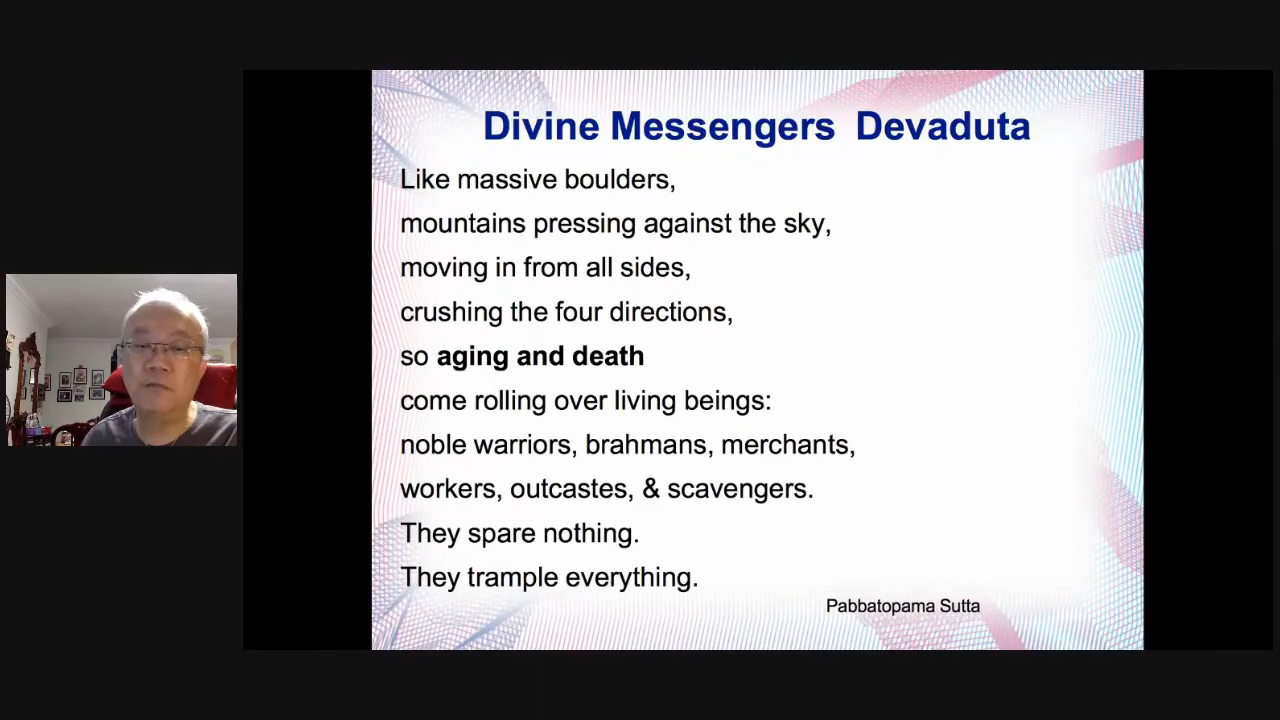 Divine Messengers Devaduta
Like massive boulders,
mountains pressing against the sky,
moving in from all sides,
crushing the four directions,
so aging and death
come rolling over living beings:
noble warriors, brahmans, merchants,
workers, outcastes, & scavengers.
They spare nothing.
They trample everything.
Pabbatopama Sutta